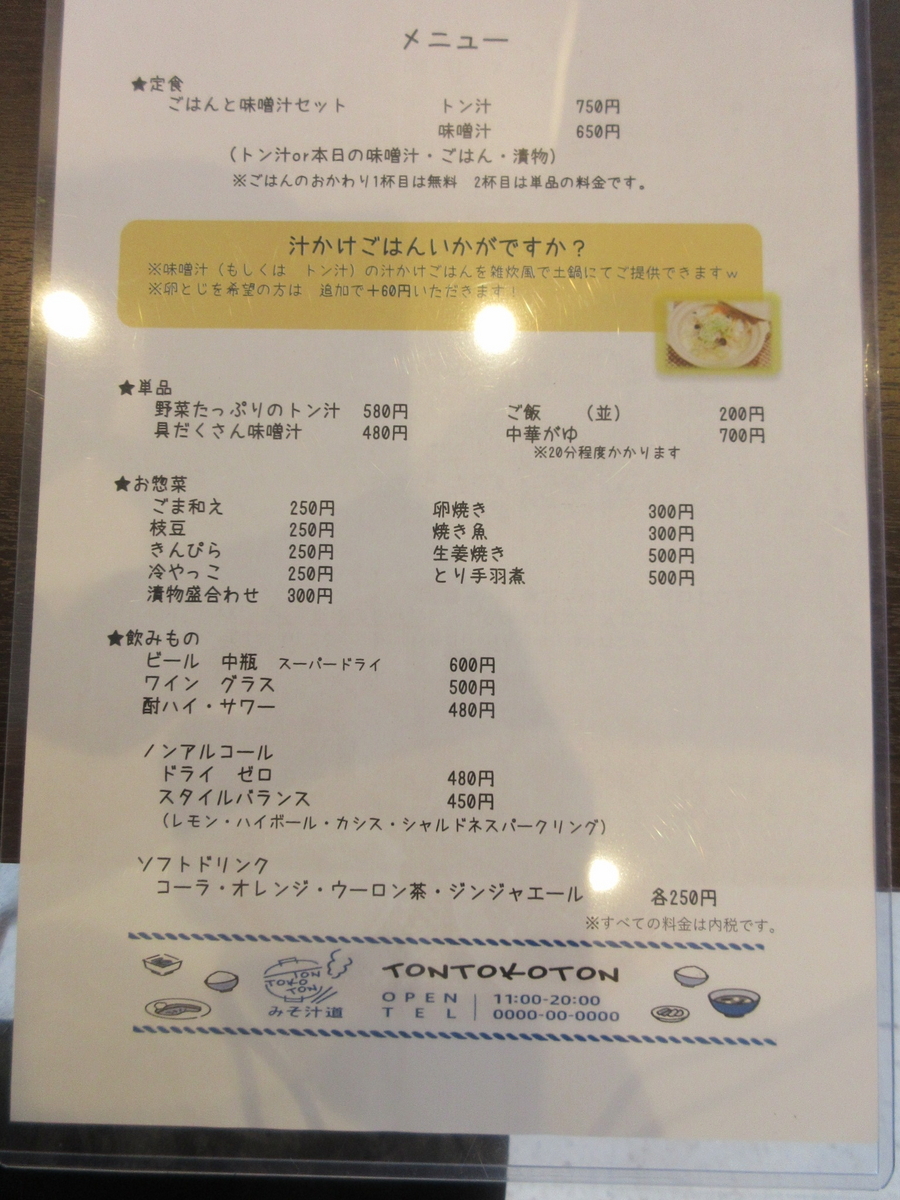 メニュー
★定食
ごはんと味噌汁セット トン汁 750円
味噌汁 650円
(トン汁or本日の味噌汁・ごはん・漬物)
※ごはんのおかわり1杯目は無料 2杯目は単品の料金です。
汁かけごはんいかがですか?
※味噌汁(もしくは トン汁)の汁かけごはんを雑炊風で土鍋にてご提供できますw
※卵とじを希望の方は 追加で+60円いただきます!
★単品
野菜たっぷりのトン汁 580円 ご飯 (並) 200円
具だくさん味噌汁 480円 中華がゆ 700円
※20分程度かかります
★お惣菜
ごま和え 250円 卵焼き 300円
枝豆 250円 焼き魚 300円
きんぴら 250円 生姜焼き 500円
冷やっこ 250円 とり手羽煮 500円
漬物盛合わせ 300円
★飲みもの
ビール 中瓶 スーパードライ 600円
ワイン グラス 500円
酎ハイ・サワー 480円
ノンアルコール
ドライ ゼロ 480円
スタイルバランス 450円
(レモン・ハイボール・カシス・シャルドネスパークリング)
ソフトドリンク
コーラ・オレンジ・ウーロン茶・ジンジャエール 各250円
※すべての料金は内税です。
TON
TOKO
TON
みそ汁道
TONTOKOTON
OPEN 11:00-20:00
TEL 0000-00-0000